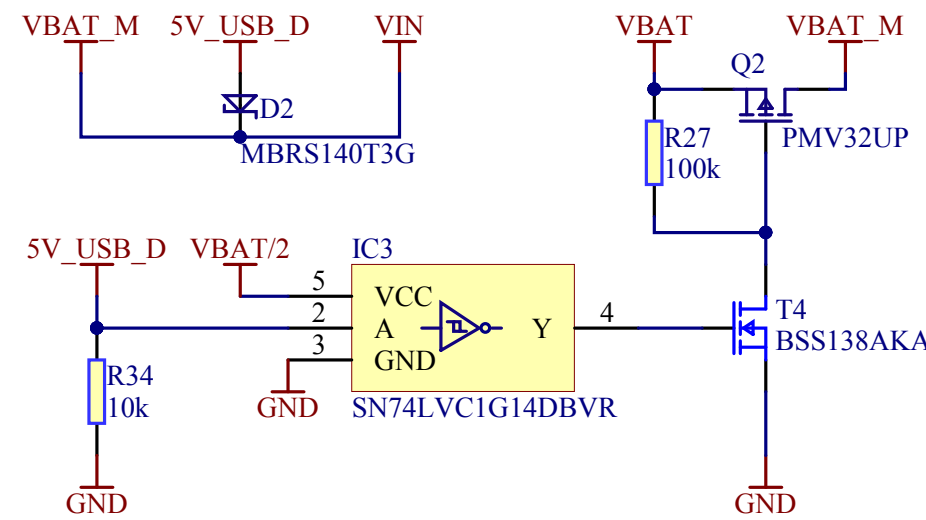 VBAT_M 5V_USB_D VIN
D2
MBRS140T3G
VBAT VBAT_M
Q2
R27
100k
PMV32UP
5V_USB_D VBAT/2 IC3
5 VCC
2 A Y 4
3 GND
GND
SN74LVC1G14DBVR
T4
BSS138AKA
R34
10k
GND
GND